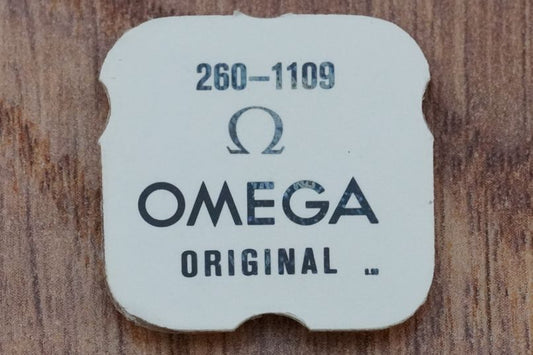 260-1109
Ω
OMEGA
ORIGINAL